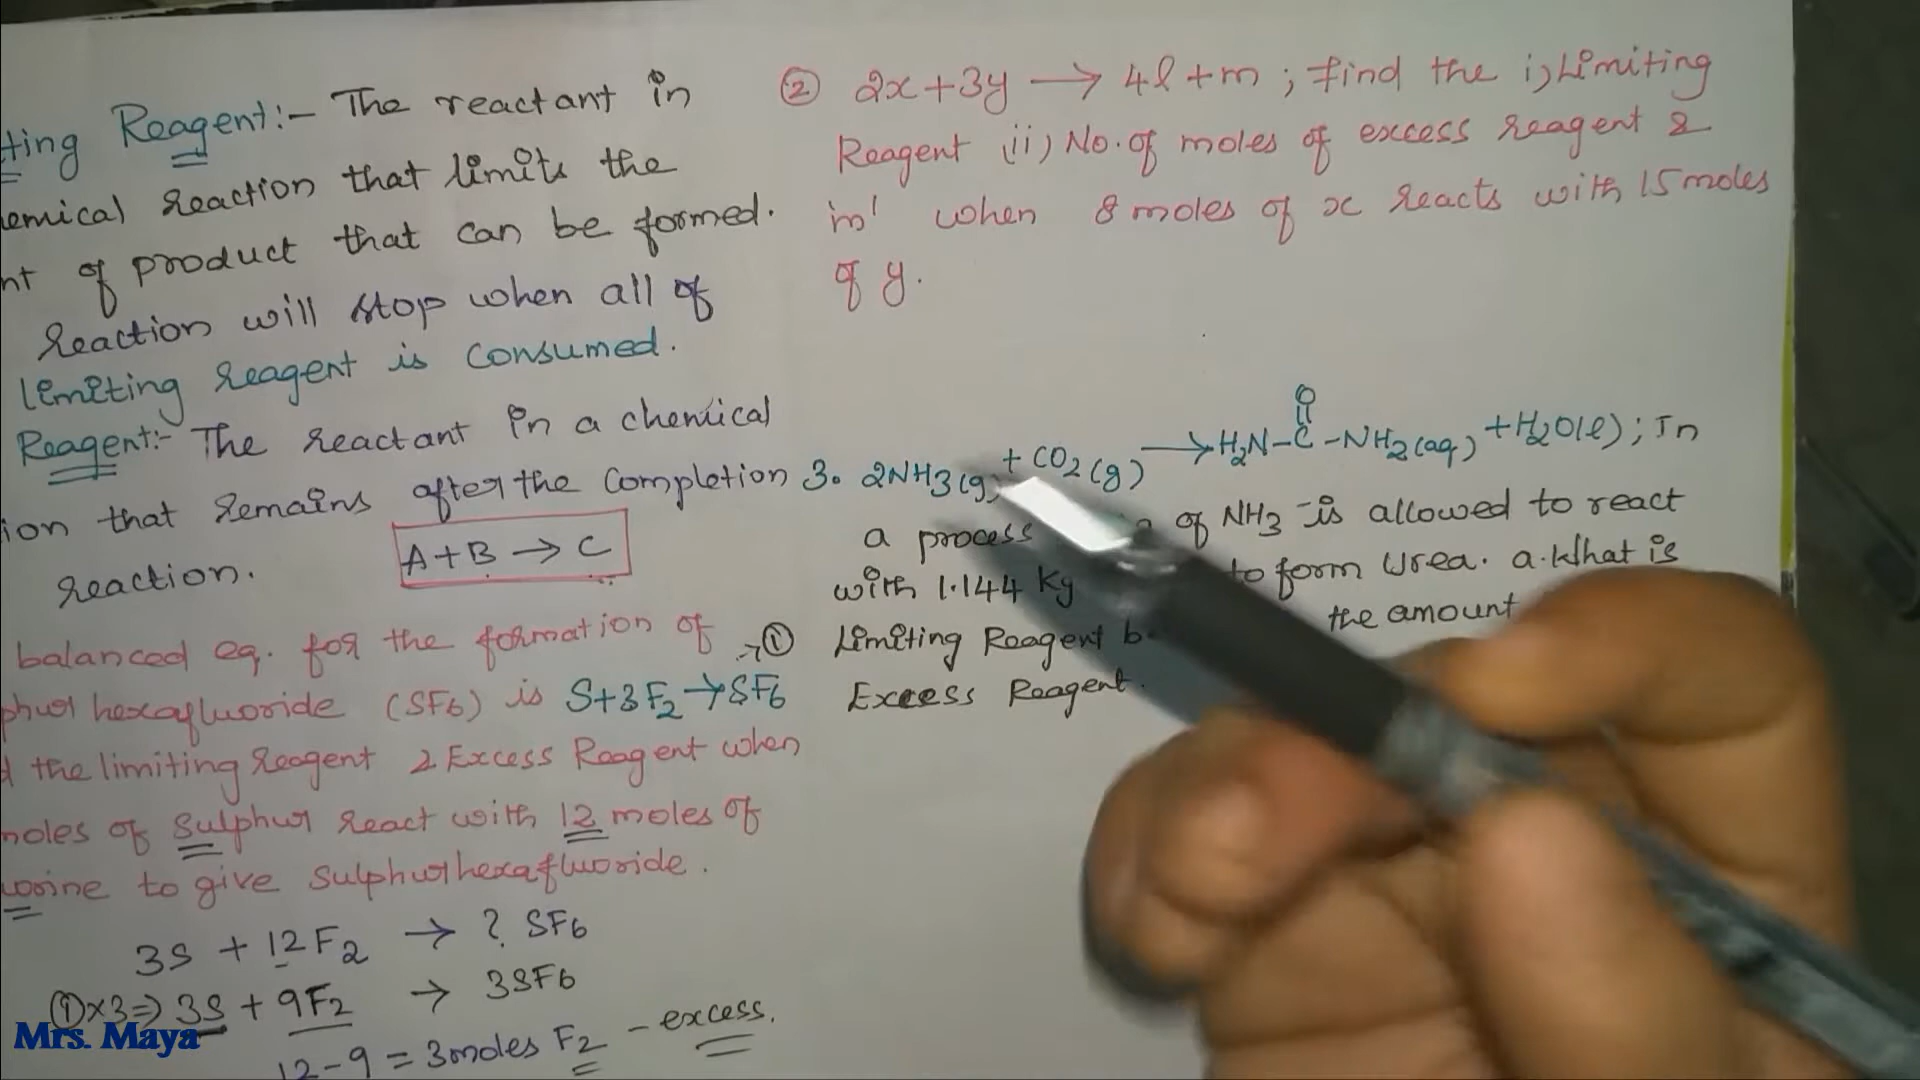 ting Reagent:- The reactant in
emical reaction that limits the
nt of product that can be formed.
reaction will stop when all of
limiting reagent is consumed.
Reagent:- The reactant in a chemical
ion that remains after the completion
reaction.
A+B → C
balanced eq. for the formation of
phur hexafluoride (SF6) is S+3F2→SF6 → ①
d the limiting reagent & Excess Reagent when
moles of sulphur react with 12 moles of
uorine to give sulphurhexafluoride.
3S + 12F2 → ? SF6
①×3⇒ 3S + 9F2 → 3SF6
12-9 = 3moles F2 - excess.
② 2x+3y → 4l+m ; find the i) Limiting
Reagent (ii) No. of moles of excess reagent &
'm' when 8 moles of x reacts with 15 moles
of y.
3. 2NH3(g) + CO2(g) → H2N-C-NH2(aq) + H2O(l) ; In
O
a process of NH3 is allowed to react
with 1.144 Kg to form Urea. a. What is
Limiting Reagent b the amount
Excess Reagent.
Mrs. Maya